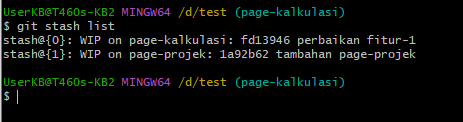 UserKB@T460s-KB2 MINGW64 /d/test (page-kalkulasi)
$ git stash list
stash@{0}: WIP on page-kalkulasi: fd13946 perbaikan fitur-1
stash@{1}: WIP on page-projek: 1a92b62 tambahan page-projek
UserKB@T460s-KB2 MINGW64 /d/test (page-kalkulasi)
$